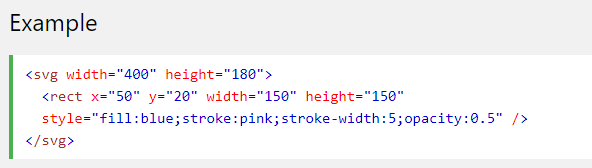 Example
<svg width="400" height="180">
<rect x="50" y="20" width="150" height="150"
style="fill:blue;stroke:pink;stroke-width:5;opacity:0.5" />
</svg>